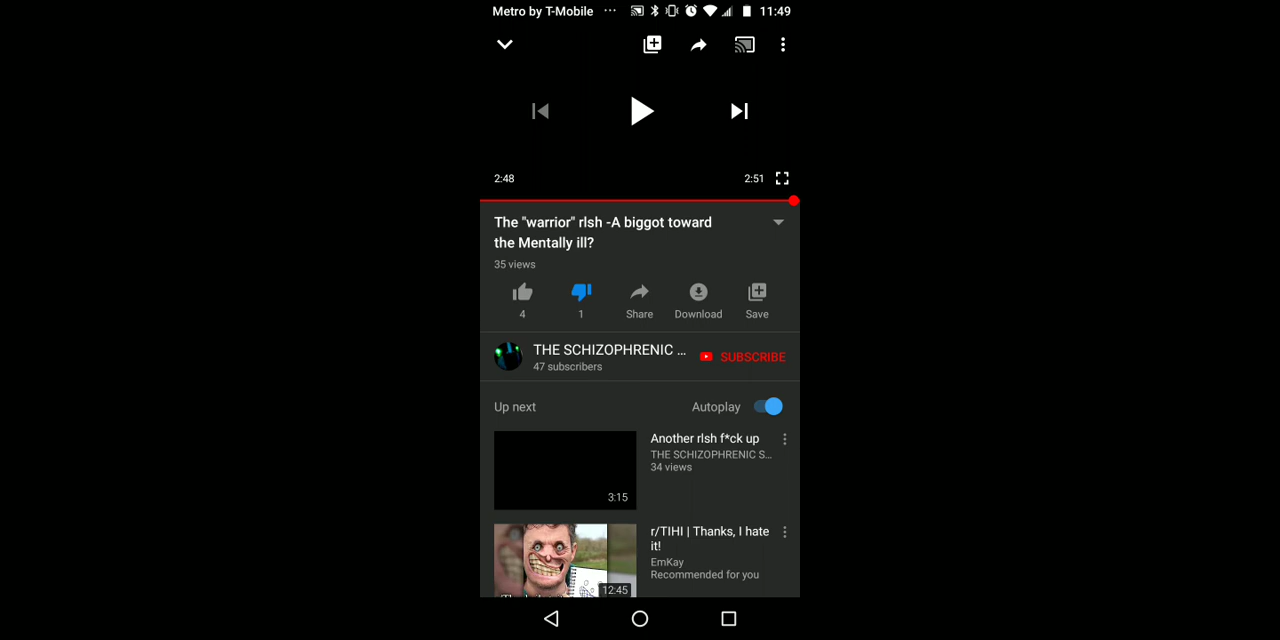 Metro by T-Mobile ··· 11:49
2:48 2:51
The "warrior" rlsh -A biggot toward
the Mentally ill?
35 views
4 1 Share Download Save
THE SCHIZOPHRENIC ... SUBSCRIBE
47 subscribers
Up next Autoplay
Another rlsh f*ck up
THE SCHIZOPHRENIC S...
34 views
3:15
r/TIHI | Thanks, I hate
it!
EmKay
Recommended for you
12:45